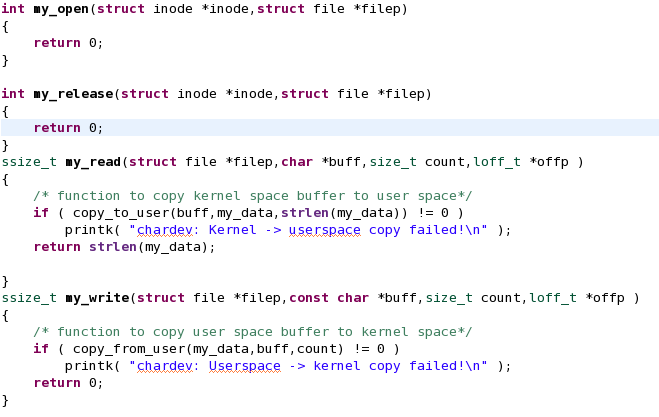 int my_open(struct inode *inode,struct file *filep)
{
    return 0;
}

int my_release(struct inode *inode,struct file *filep)
{
    return 0;
}
ssize_t my_read(struct file *filep,char *buff,size_t count,loff_t *offp )
{
    /* function to copy kernel space buffer to user space*/
    if ( copy_to_user(buff,my_data,strlen(my_data)) != 0 )
        printk( "chardev: Kernel -> userspace copy failed!\n" );
    return strlen(my_data);

}
ssize_t my_write(struct file *filep,const char *buff,size_t count,loff_t *offp )
{
    /* function to copy user space buffer to kernel space*/
    if ( copy_from_user(my_data,buff,count) != 0 )
        printk( "chardev: Userspace -> kernel copy failed!\n" );
    return 0;
}